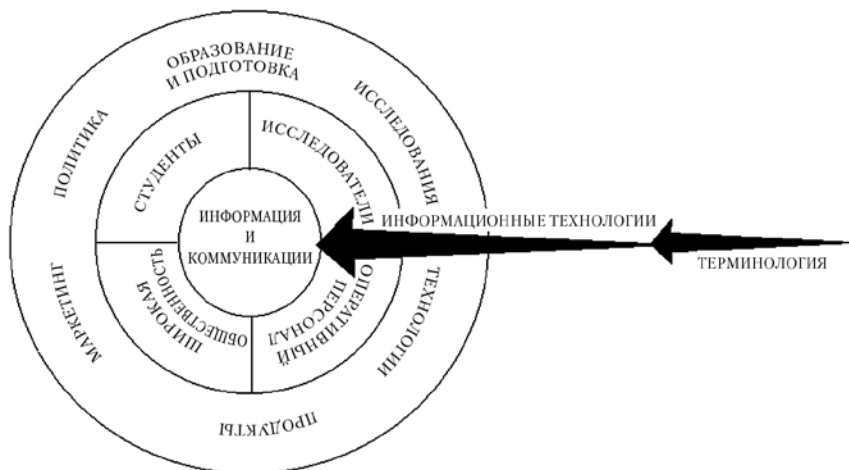 ОБРАЗОВАНИЕ
И ПОДГОТОВКА
ИССЛЕДОВАНИЯ
ПОЛИТИКА
СТУДЕНТЫ
ИССЛЕДОВАТЕЛИ
ИНФОРМАЦИЯ
И
КОММУНИКАЦИИ
ИНФОРМАЦИОННЫЕ ТЕХНОЛОГИИ
ТЕРМИНОЛОГИЯ
ШИРОКАЯ
ОБЩЕСТВЕННОСТЬ
ОПЕРАТИВНЫЙ
ПЕРСОНАЛ
МАРКЕТИНГ
ТЕХНОЛОГИИ
ПРОДУКТЫ